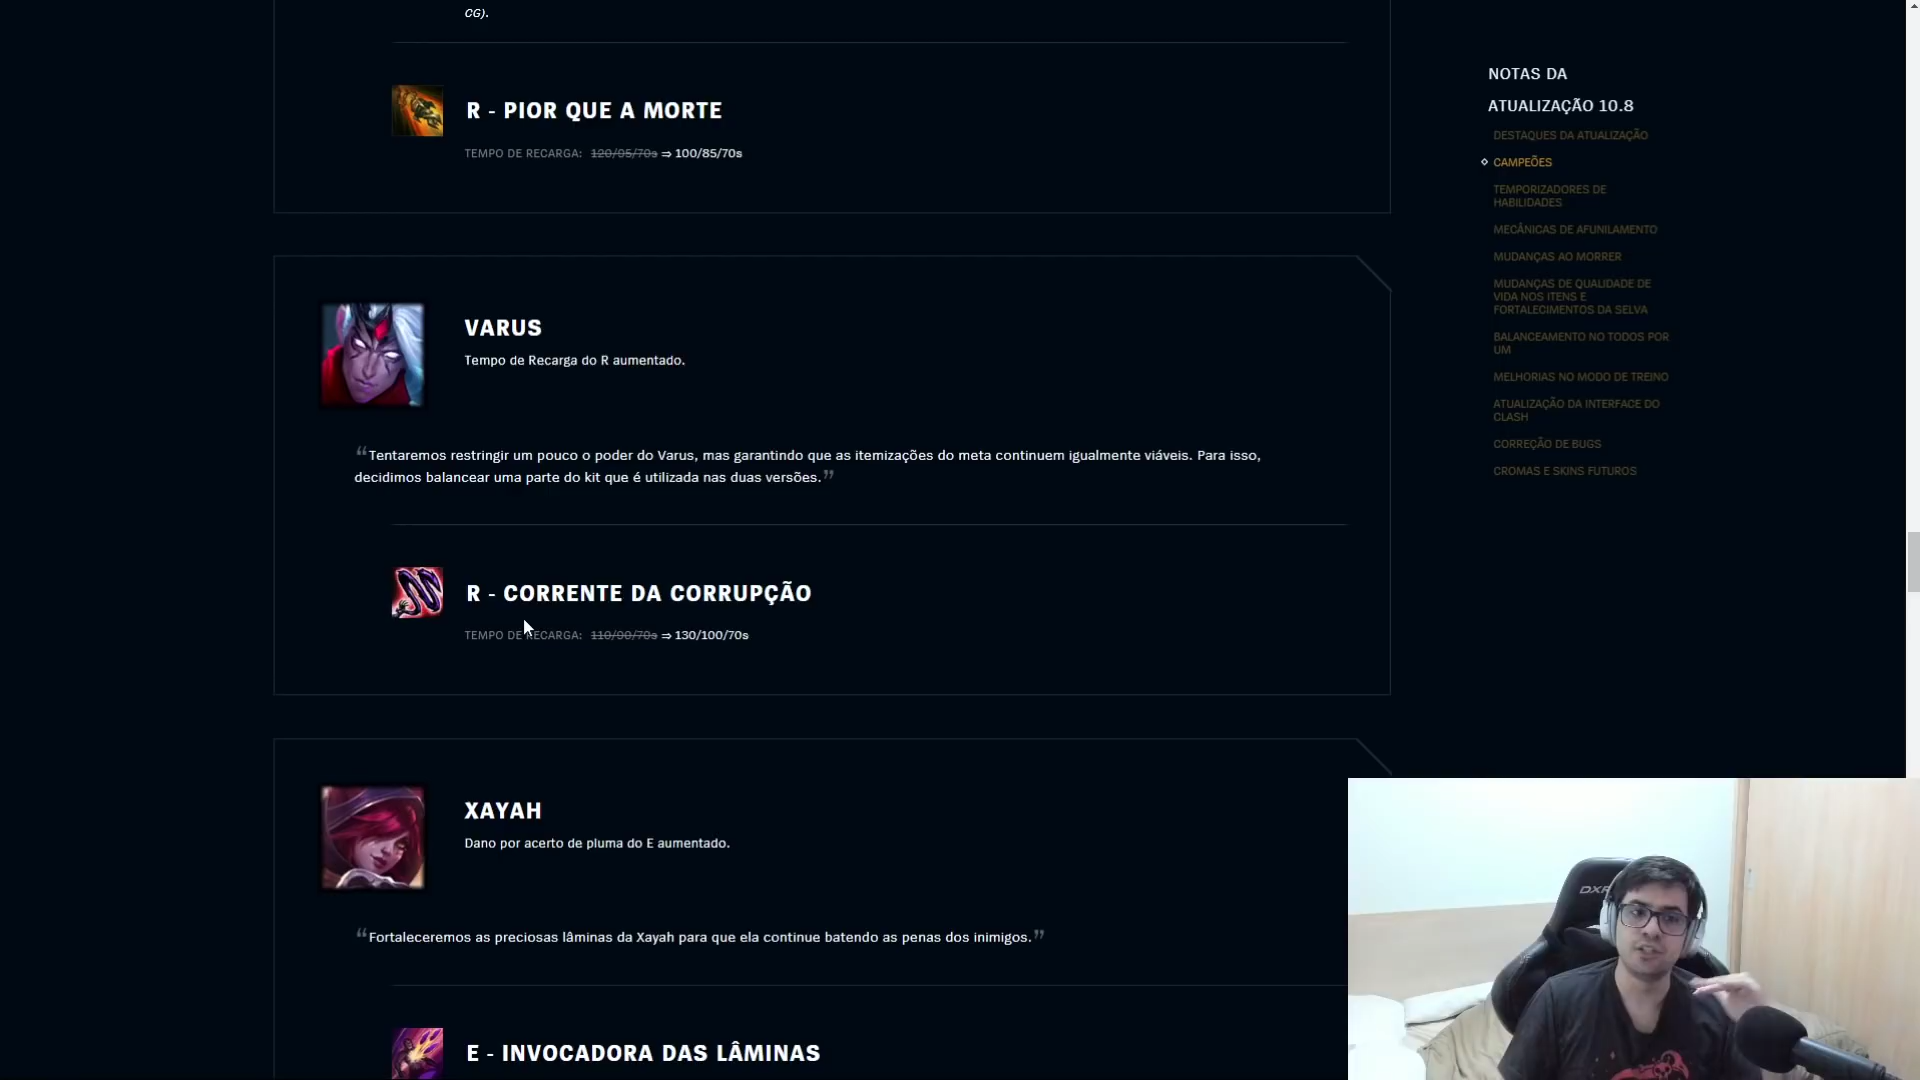 CG).
R - PIOR QUE A MORTE
TEMPO DE RECARGA: 120/95/70s ⇒ 100/85/70s
VARUS
Tempo de Recarga do R aumentado.
“Tentaremos restringir um pouco o poder do Varus, mas garantindo que as itemizações do meta continuem igualmente viáveis. Para isso,
decidimos balancear uma parte do kit que é utilizada nas duas versões.”
R - CORRENTE DA CORRUPÇÃO
TEMPO DE RECARGA: 110/90/70s ⇒ 130/100/70s
XAYAH
Dano por acerto de pluma do E aumentado.
“Fortaleceremos as preciosas lâminas da Xayah para que ela continue batendo as penas dos inimigos.”
E - INVOCADORA DAS LÂMINAS
NOTAS DA
ATUALIZAÇÃO 10.8
DESTAQUES DA ATUALIZAÇÃO
CAMPEÕES
TEMPORIZADORES DE
HABILIDADES
MECÂNICAS DE AFUNILAMENTO
MUDANÇAS AO MORRER
MUDANÇAS DE QUALIDADE DE
VIDA NOS ITENS E
FORTALECIMENTOS DA SELVA
BALANCEAMENTO NO TODOS POR
UM
MELHORIAS NO MODO DE TREINO
ATUALIZAÇÃO DA INTERFACE DO
CLASH
CORREÇÃO DE BUGS
CROMAS E SKINS FUTUROS